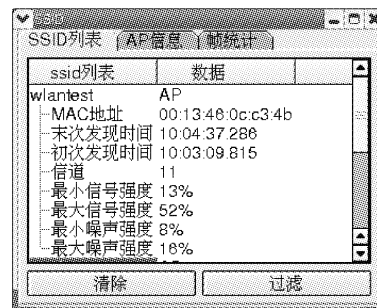 SSID
SSID列表 AP信息 帧统计
ssid列表 数据
wlantest AP
MAC地址 00:13:46:0c:c3:4b
末次发现时间 10:04:37.286
初次发现时间 10:03:09.815
信道 11
最小信号强度 13%
最大信号强度 52%
最小噪声强度 8%
最大噪声强度 16%
清除 过滤